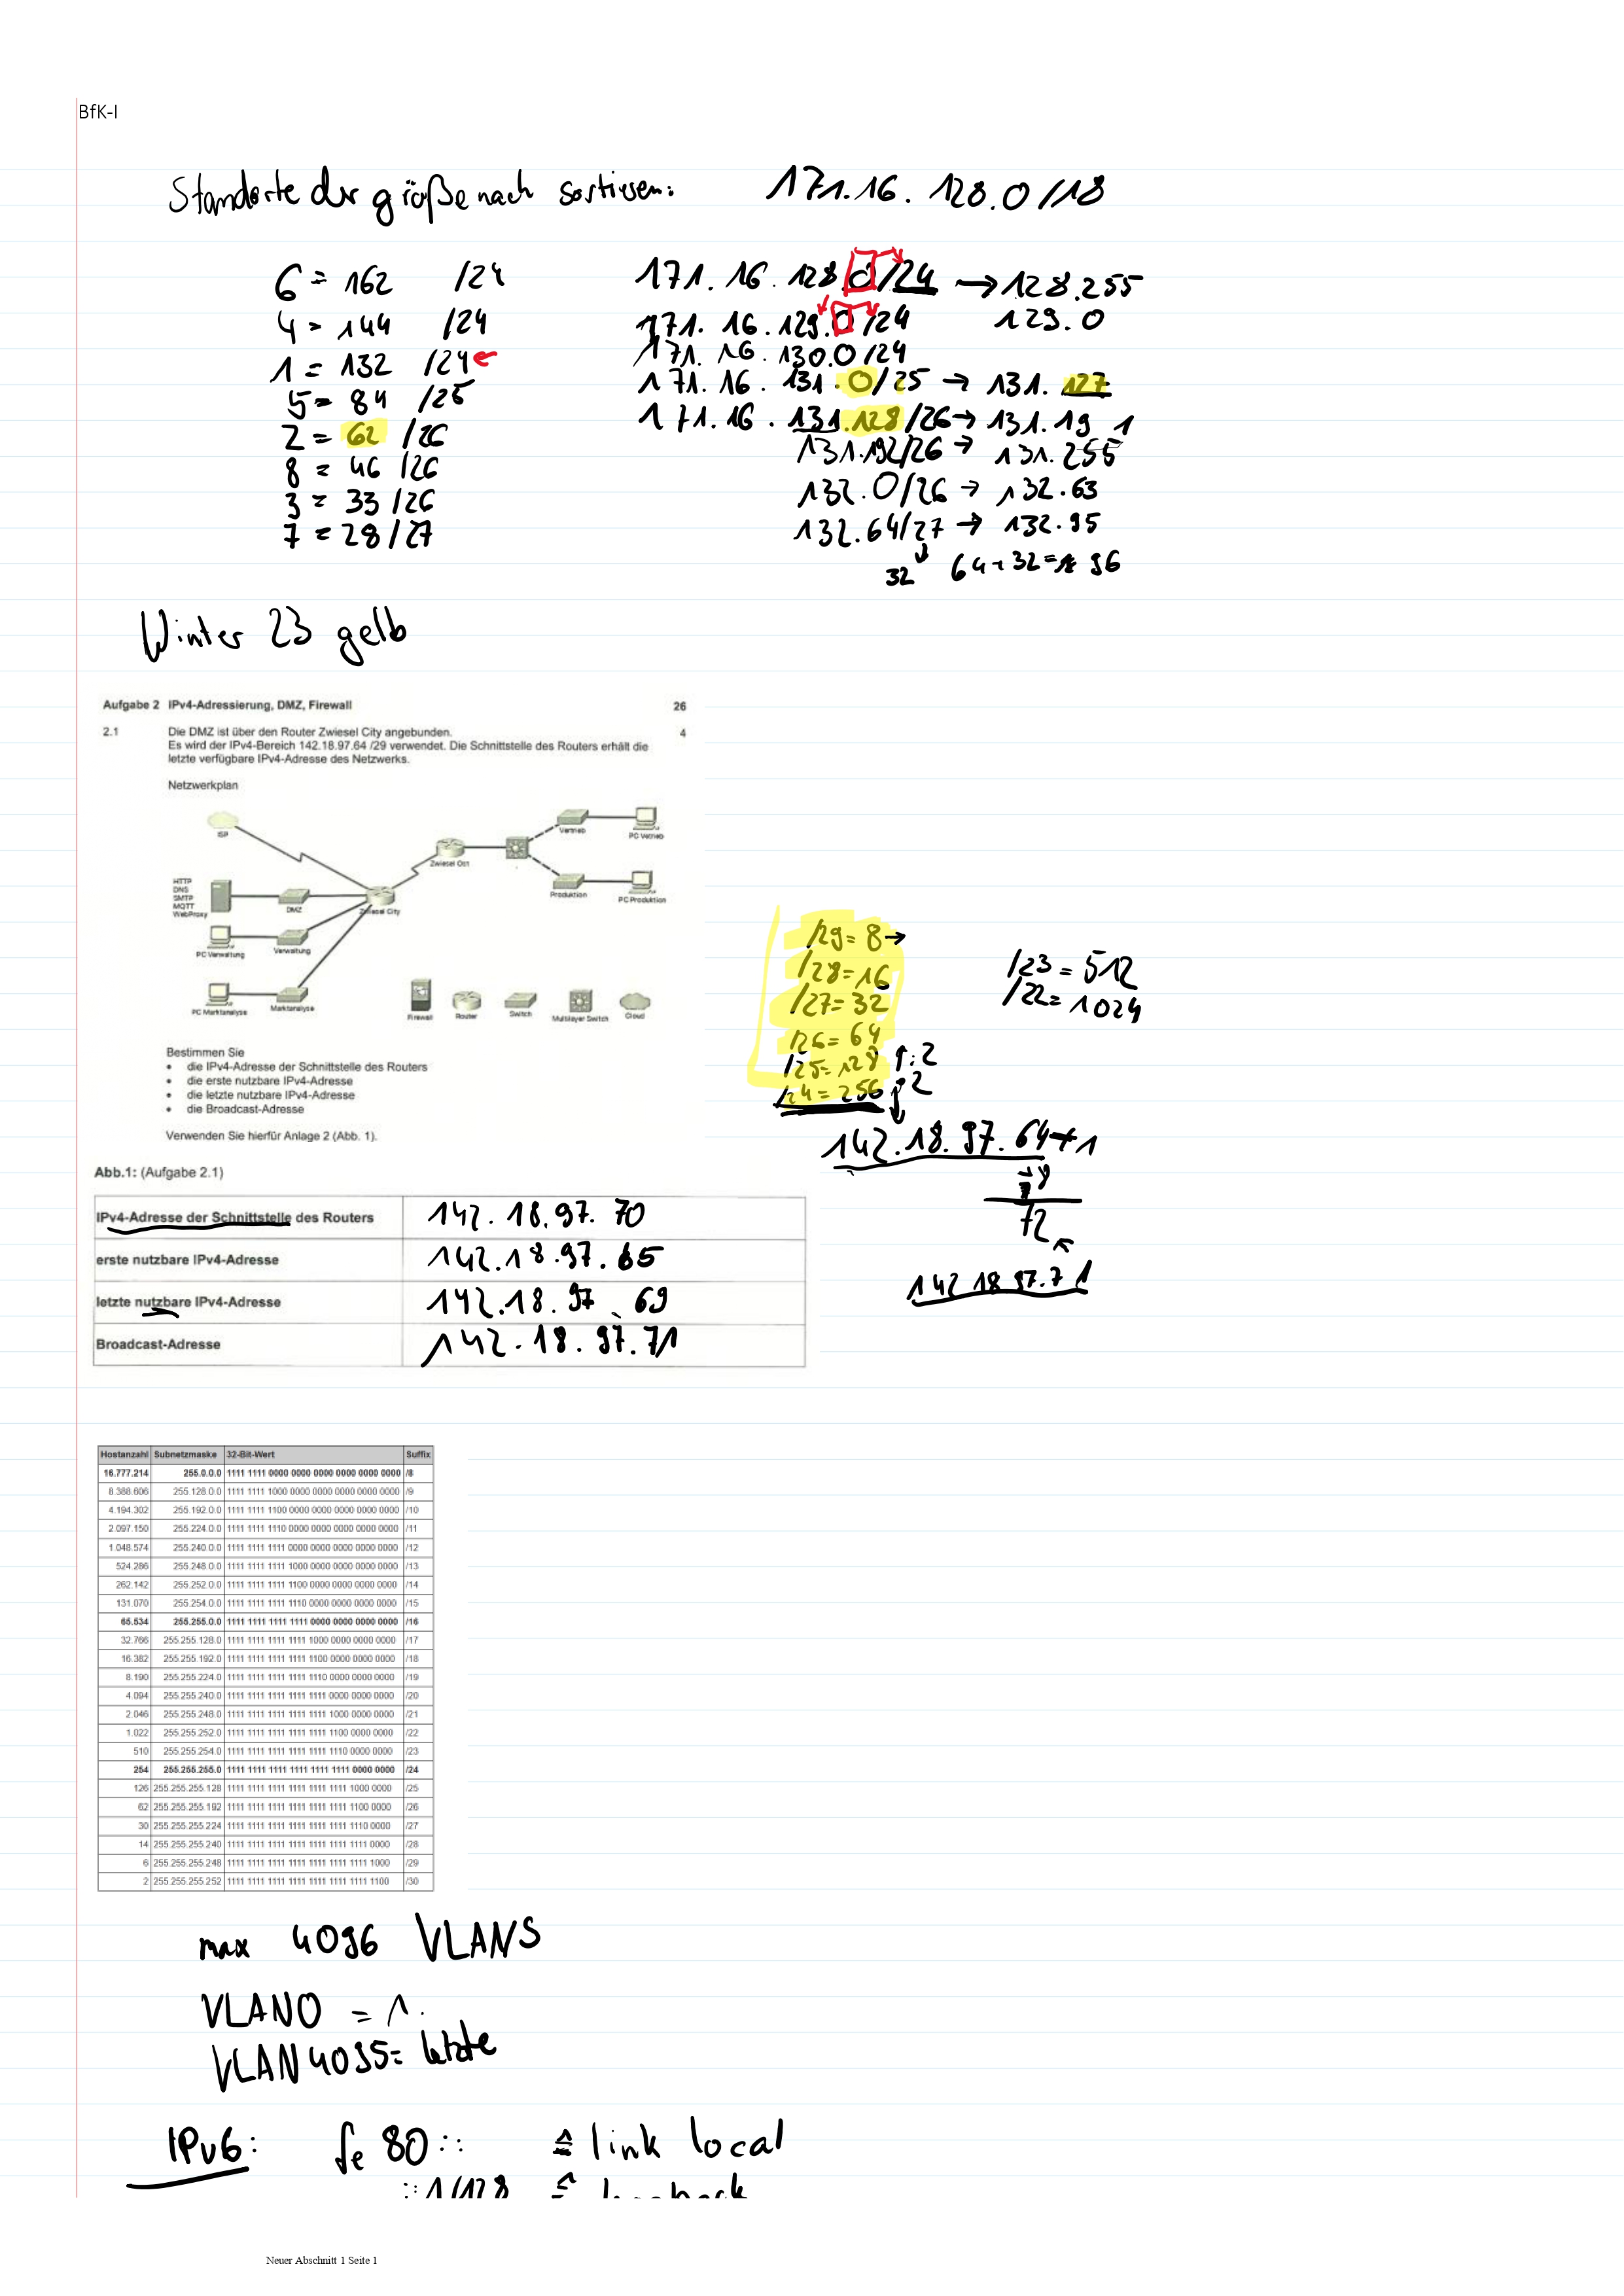 BfK-I
Standorte der größe nach sortieren: 171.16.128.0/18
6 = 162 /24 171.16.128.0/24 → 128.255
4 = 144 /24 171.16.129.0/24 129.0
1 = 132 /24 ← 171.16.130.0/24
5 = 84 /25 171.16.131.0/25 → 131.127
2 = 62 /26 171.16.131.128/26 → 131.191
8 = 46 /26 131.192/26 → 131.255
3 = 33 /26 132.0/26 → 132.63
7 = 28 /27 132.64/27 → 132.95
32 64+32= 96
Winter 23 gelb
Aufgabe 2 IPv4-Adressierung, DMZ, Firewall 26
2.1 Die DMZ ist über den Router Zwiesel City angebunden. 4
Es wird der IPv4-Bereich 142.18.97.64 /29 verwendet. Die Schnittstelle des Routers erhält die
letzte verfügbare IPv4-Adresse des Netzwerks.
Netzwerkplan
ISP
Vertrieb
PC Vetrieb
Zwiesel Ost
Produktion
PC Produktion
HTTP
DNS
SMTP
MQTT
WebProxy
DMZ
Zwiesel City
PC Verwaltung
Verwaltung
PC Marktanalyse
Marktanalyse
Firewall Router Switch Multilayer Switch Cloud
Bestimmen Sie
• die IPv4-Adresse der Schnittstelle des Routers
• die erste nutzbare IPv4-Adresse
• die letzte nutzbare IPv4-Adresse
• die Broadcast-Adresse
Verwenden Sie hierfür Anlage 2 (Abb. 1).
/29 = 8 →
/28 = 16
/27 = 32
/26 = 64
/25 = 128 ↑ :2
/24 = 256 ↓ 2
/23 = 512
/22 = 1024
142.18.97.64+1
72
142 18 97.71
Abb.1: (Aufgabe 2.1)
IPv4-Adresse der Schnittstelle des Routers 142.18.97.70
erste nutzbare IPv4-Adresse 142.18.97.65
letzte nutzbare IPv4-Adresse 142.18.97.69
Broadcast-Adresse 142.18.97.71
Hostanzahl Subnetzmaske 32-Bit-Wert Suffix
16.777.214 255.0.0.0 1111 1111 0000 0000 0000 0000 0000 0000 /8
8.388.606 255.128.0.0 1111 1111 1000 0000 0000 0000 0000 0000 /9
4.194.302 255.192.0.0 1111 1111 1100 0000 0000 0000 0000 0000 /10
2.097.150 255.224.0.0 1111 1111 1110 0000 0000 0000 0000 0000 /11
1.048.574 255.240.0.0 1111 1111 1111 0000 0000 0000 0000 0000 /12
524.286 255.248.0.0 1111 1111 1111 1000 0000 0000 0000 0000 /13
262.142 255.252.0.0 1111 1111 1111 1100 0000 0000 0000 0000 /14
131.070 255.254.0.0 1111 1111 1111 1110 0000 0000 0000 0000 /15
65.534 255.255.0.0 1111 1111 1111 1111 0000 0000 0000 0000 /16
32.766 255.255.128.0 1111 1111 1111 1111 1000 0000 0000 0000 /17
16.382 255.255.192.0 1111 1111 1111 1111 1100 0000 0000 0000 /18
8.190 255.255.224.0 1111 1111 1111 1111 1110 0000 0000 0000 /19
4.094 255.255.240.0 1111 1111 1111 1111 1111 0000 0000 0000 /20
2.046 255.255.248.0 1111 1111 1111 1111 1111 1000 0000 0000 /21
1.022 255.255.252.0 1111 1111 1111 1111 1111 1100 0000 0000 /22
510 255.255.254.0 1111 1111 1111 1111 1111 1110 0000 0000 /23
254 255.255.255.0 1111 1111 1111 1111 1111 1111 0000 0000 /24
126 255.255.255.128 1111 1111 1111 1111 1111 1111 1000 0000 /25
62 255.255.255.192 1111 1111 1111 1111 1111 1111 1100 0000 /26
30 255.255.255.224 1111 1111 1111 1111 1111 1111 1110 0000 /27
14 255.255.255.240 1111 1111 1111 1111 1111 1111 1111 0000 /28
6 255.255.255.248 1111 1111 1111 1111 1111 1111 1111 1000 /29
2 255.255.255.252 1111 1111 1111 1111 1111 1111 1111 1100 /30
max 4096 VLANS
VLAN0 = 1.
VLAN4095= letzte
IPv6: fe 80:: ≙ link local
::1/128 ≙
Neuer Abschnitt 1 Seite 1